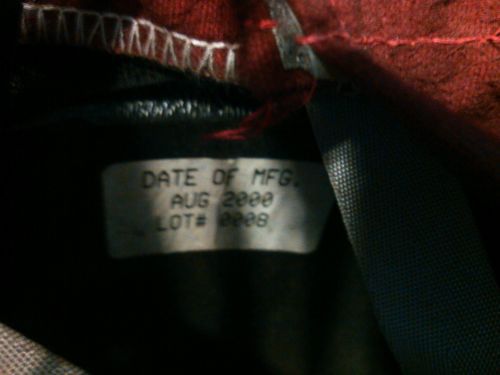 DATE OF MFG.
AUG 2000
LOT# 0008